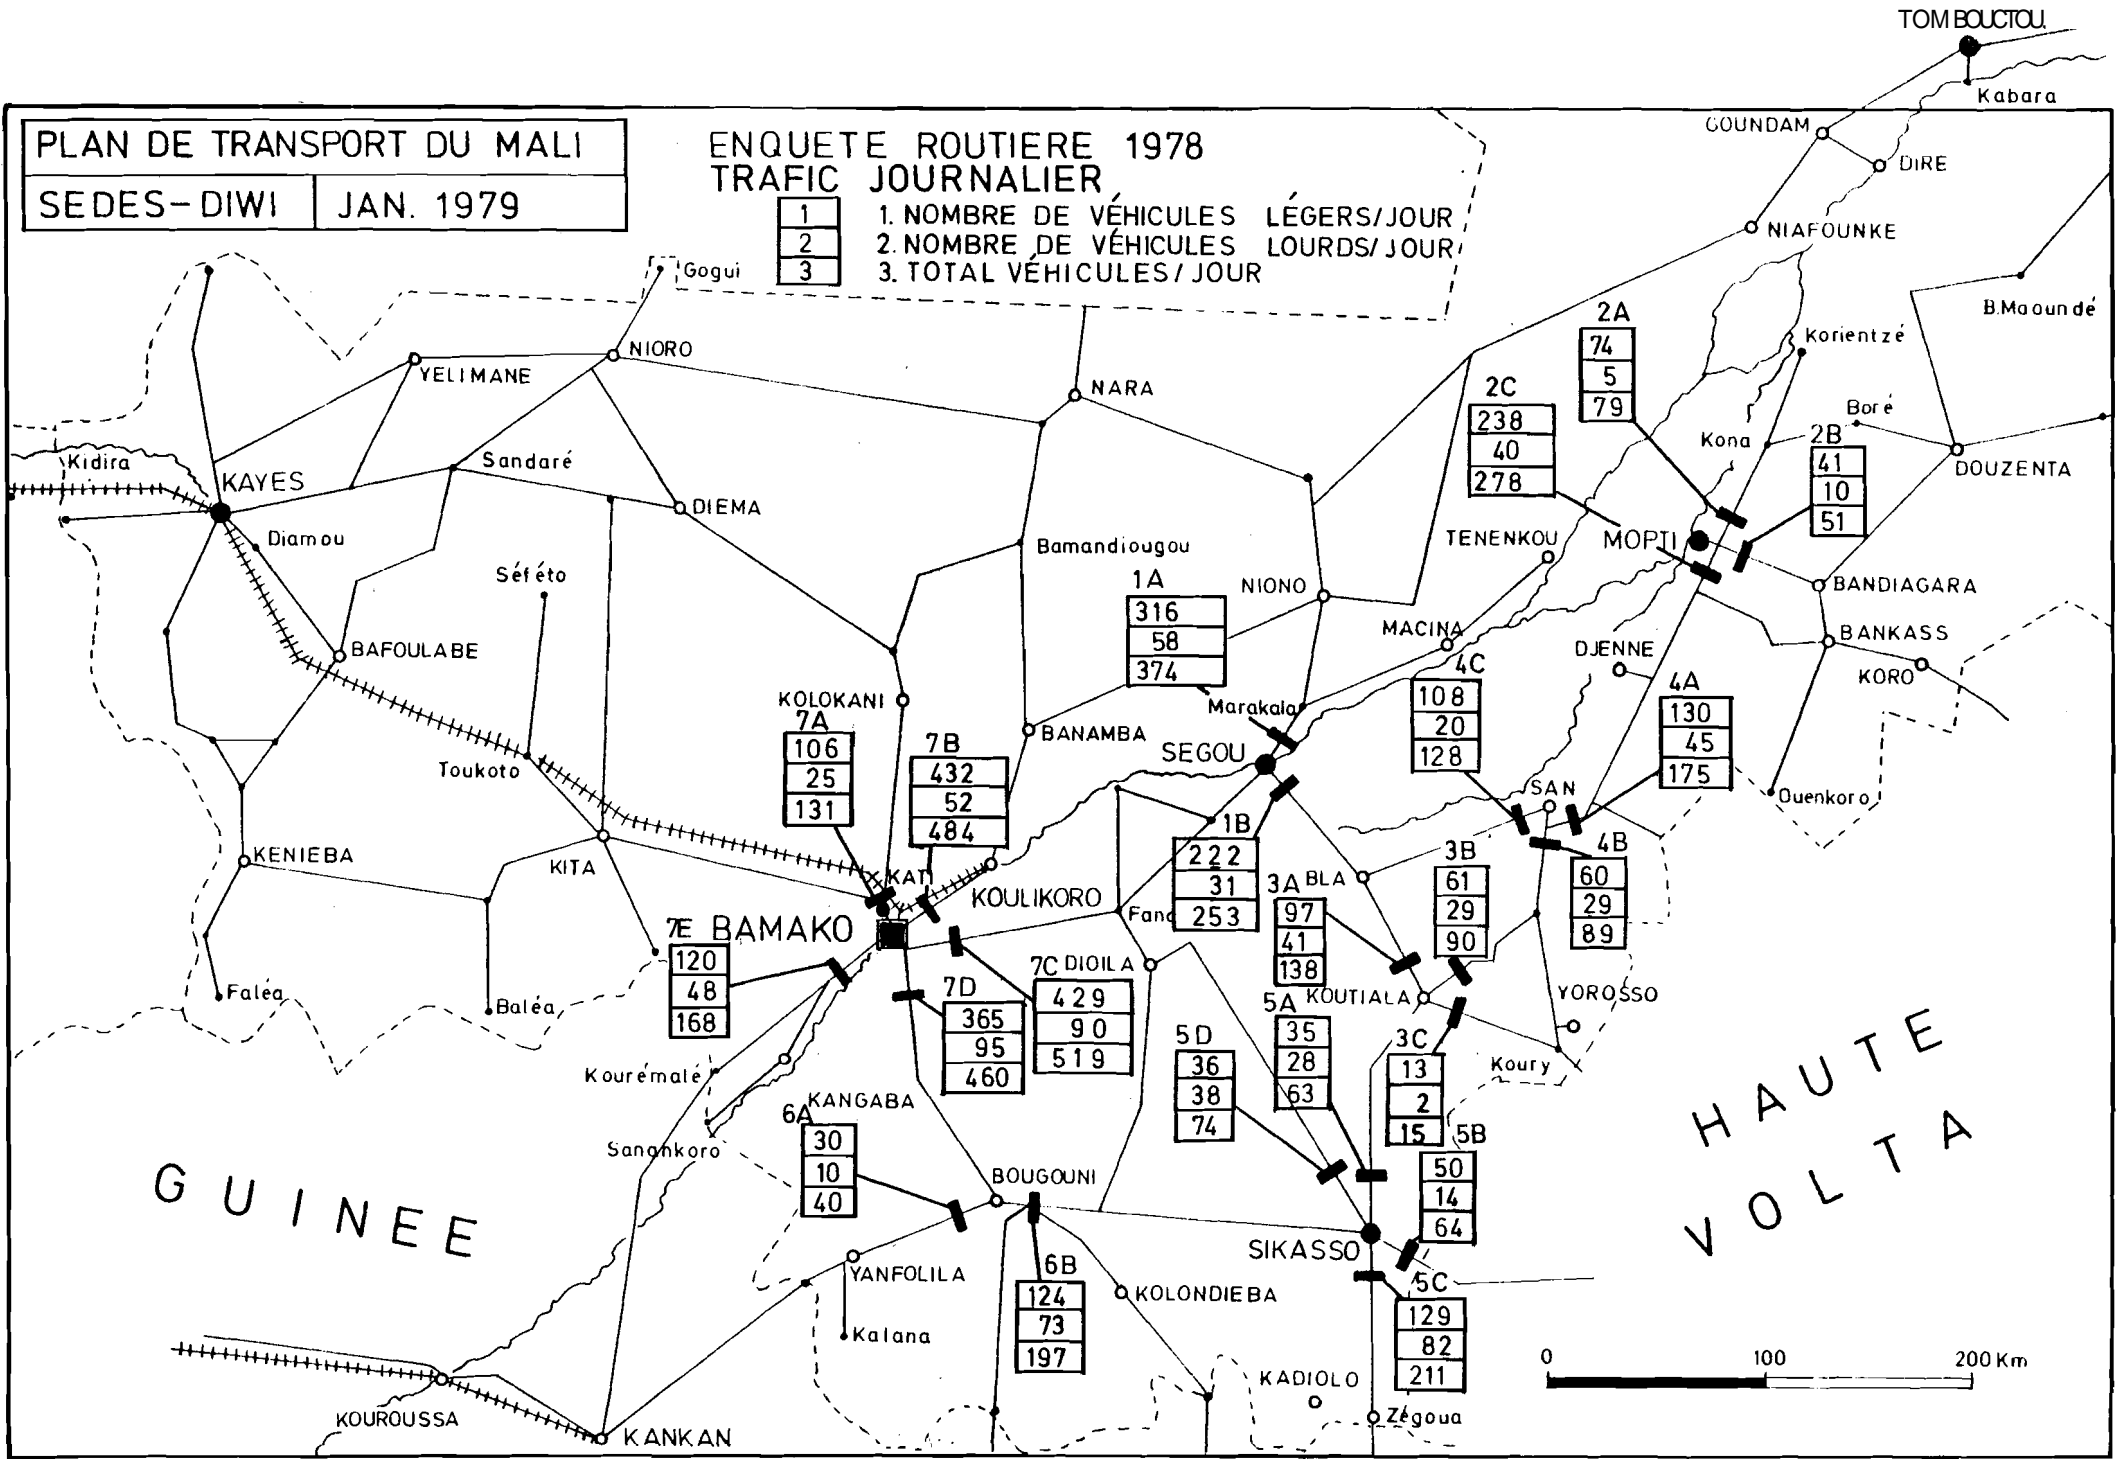 TOMBOUCTOU.
Kabara
PLAN DE TRANSPORT DU MALI
SEDES-DIWI
JAN. 1979
ENQUETE ROUTIERE 1978
TRAFIC JOURNALIER
1
2
3
1. NOMBRE DE VÉHICULES LÉGERS/JOUR
2. NOMBRE DE VÉHICULES LOURDS/JOUR
3. TOTAL VÉHICULES/JOUR
GOUNDAM
DIRE
NIAFOUNKE
B.Maoundé
Gogui
NIORO
YELIMANE
NARA
2A
74
5
79
Korientzé
2C
238
40
278
Boré
Kona
2B
41
10
51
DOUZENTA
Kidira
KAYES
Sandaré
DIEMA
Diamou
Séféto
Bamandiougou
TENENKOU
MOPTI
BANDIAGARA
1A
316
58
374
NIONO
MACINA
DJENNE
BANKASS
KORO
BAFOULABE
KOLOKANI
Marakala
4C
108
20
128
4A
130
45
175
7A
106
25
131
7B
432
52
484
BANAMBA
SEGOU
Toukoto
SAN
Ouenkoro
KENIEBA
KITA
KATI
KOULIKORO
1B
222
31
253
BLA
3B
61
29
90
4B
60
29
89
3A
97
41
138
Fanc
7E
120
48
168
BAMAKO
7C
429
90
519
DIOILA
7D
365
95
460
KOUTIALA
YOROSSO
Faléa
Baléa
5A
35
28
63
5D
36
38
74
3C
13
2
15
Koury
Kourémalé
KANGABA
6A
30
10
40
Sanankoro
5B
50
14
64
HAUTE
VOLTA
GUINEE
BOUGOUNI
SIKASSO
YANFOLILA
6B
124
73
197
KOLONDIEBA
5C
129
82
211
Kalana
0
100
200 Km
KADIOLO
Zégoua
KOUROUSSA
KANKAN